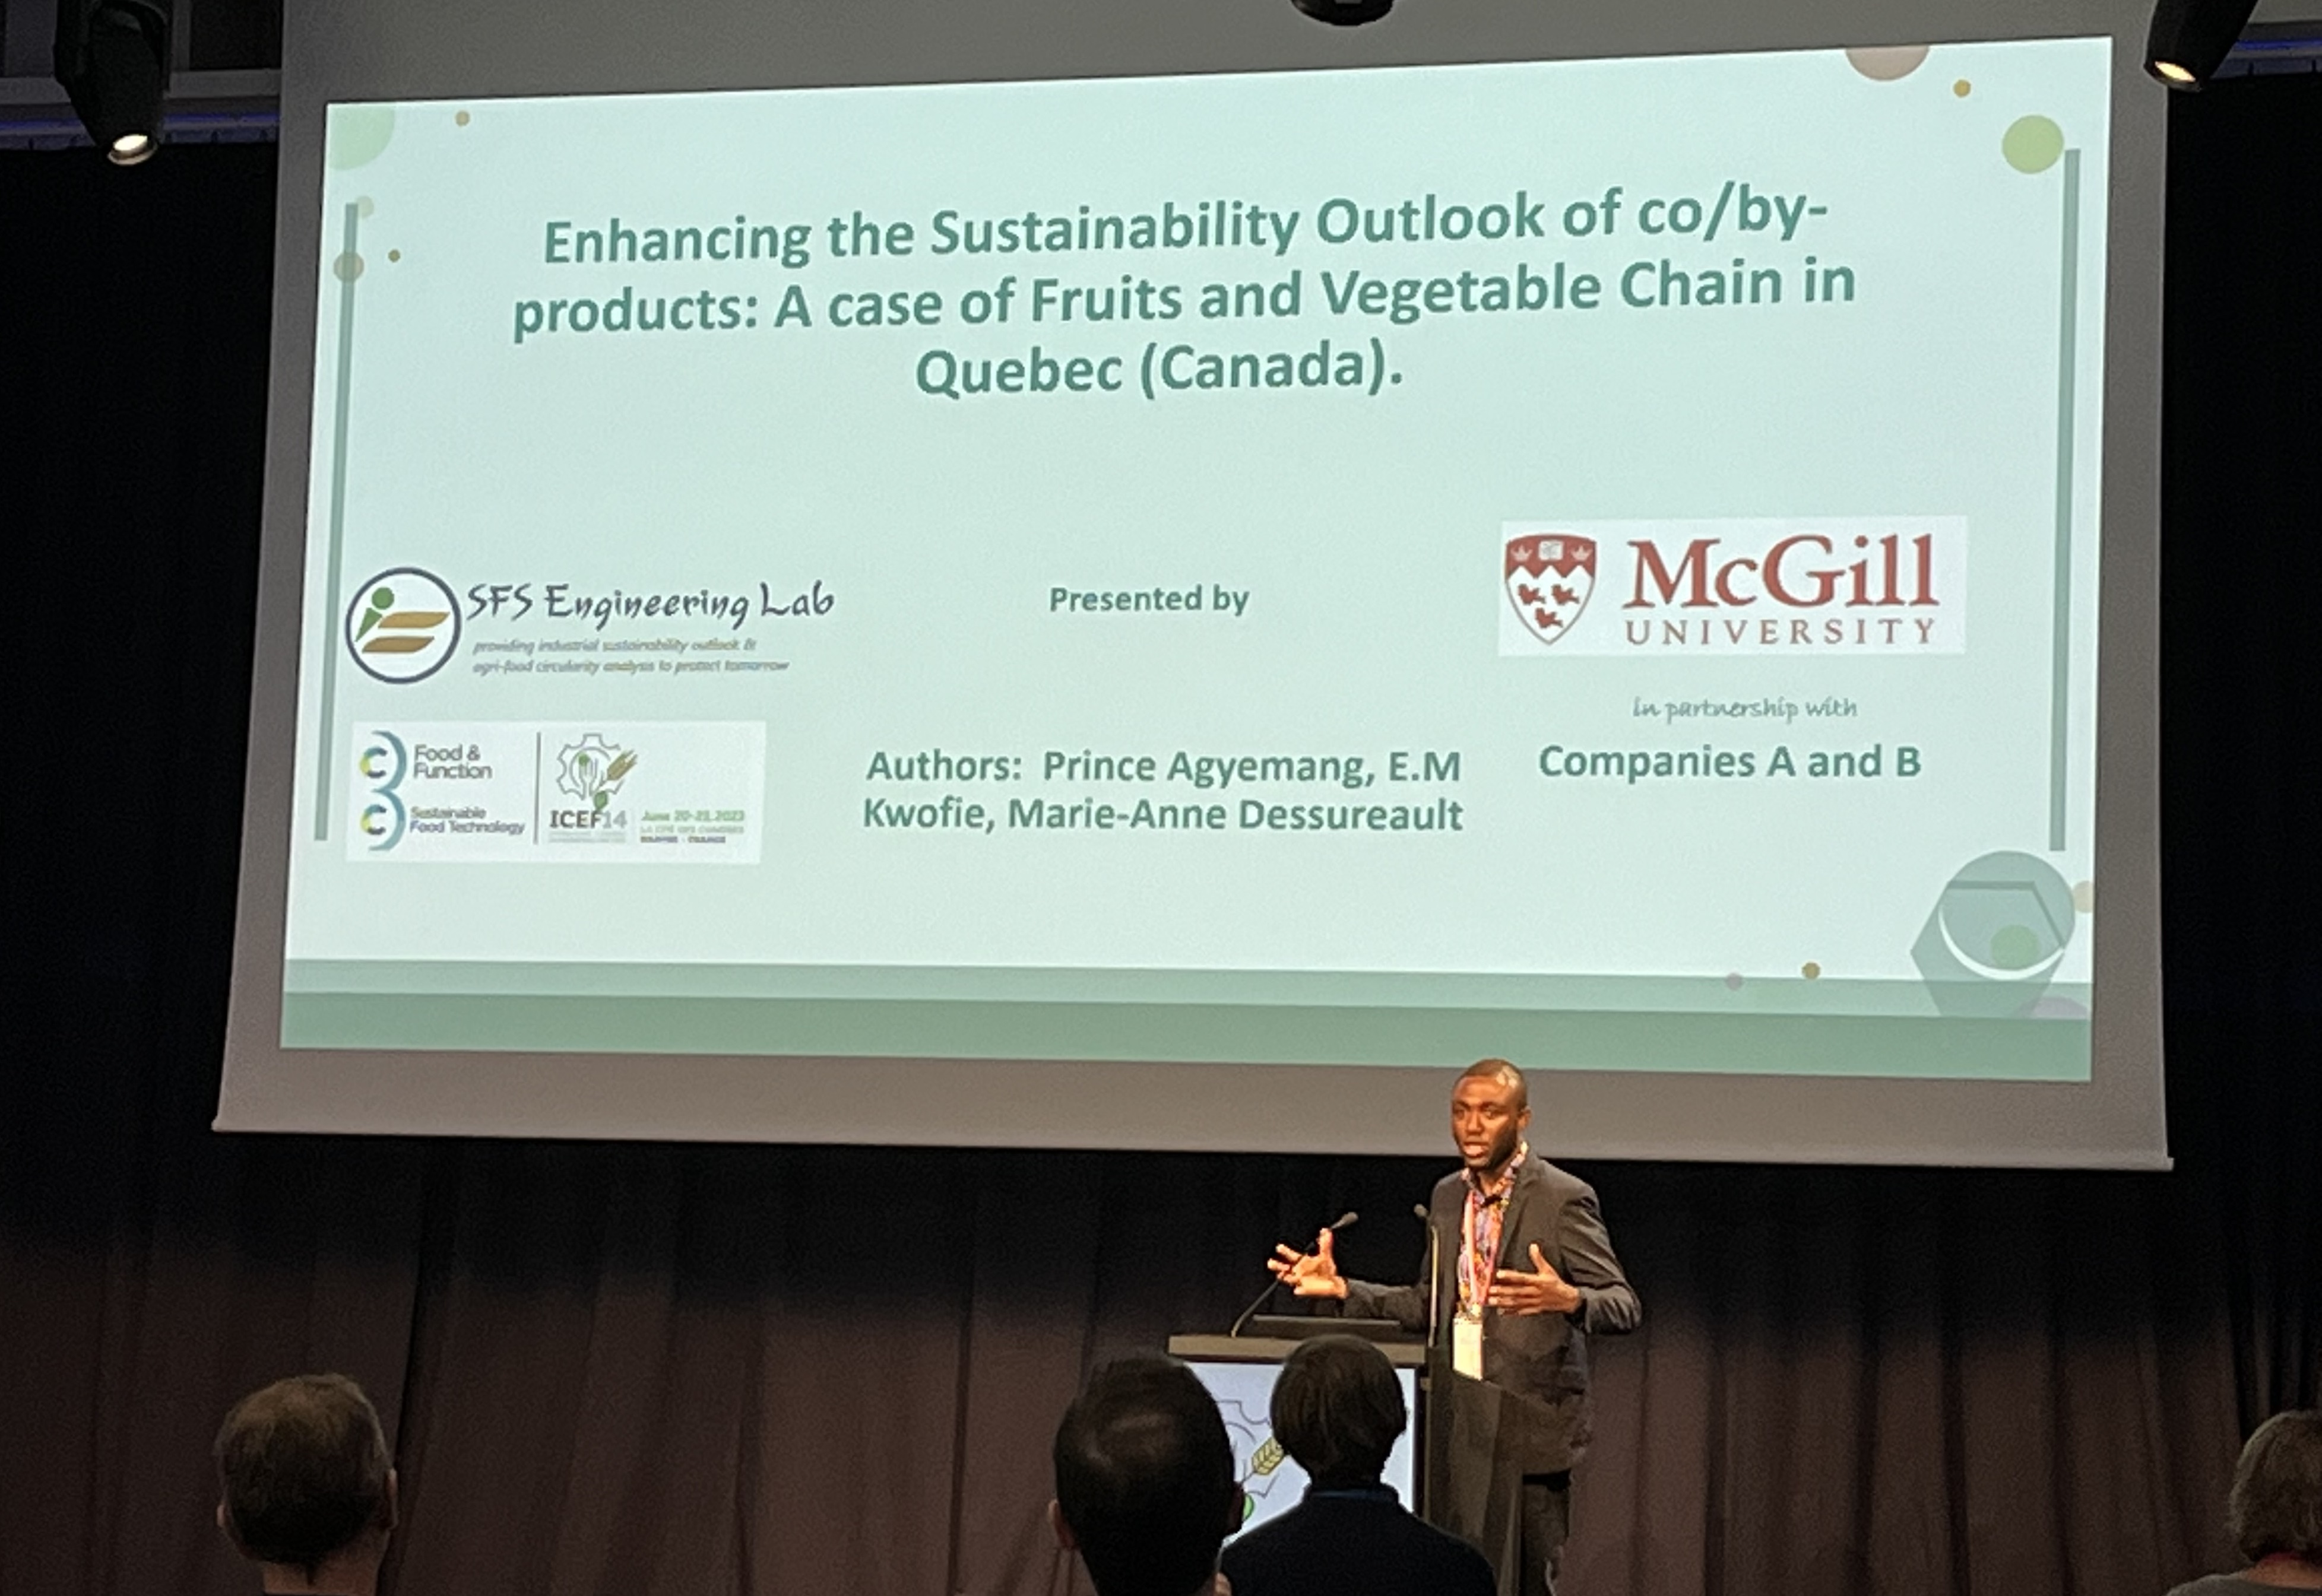 Enhancing the Sustainability Outlook of co/by-
products: A case of Fruits and Vegetable Chain in
Quebec (Canada).
SFS Engineering Lab
providing industrial sustainability outlook &
agri-food circularity analysis to protect tomorrow
Presented by
McGill
UNIVERSITY
in partnership with
Companies A and B
Food &
Function
Sustainable
Food Technology
ICEF14
June 20-23, 2023
Authors: Prince Agyemang, E.M
Kwofie, Marie-Anne Dessureault